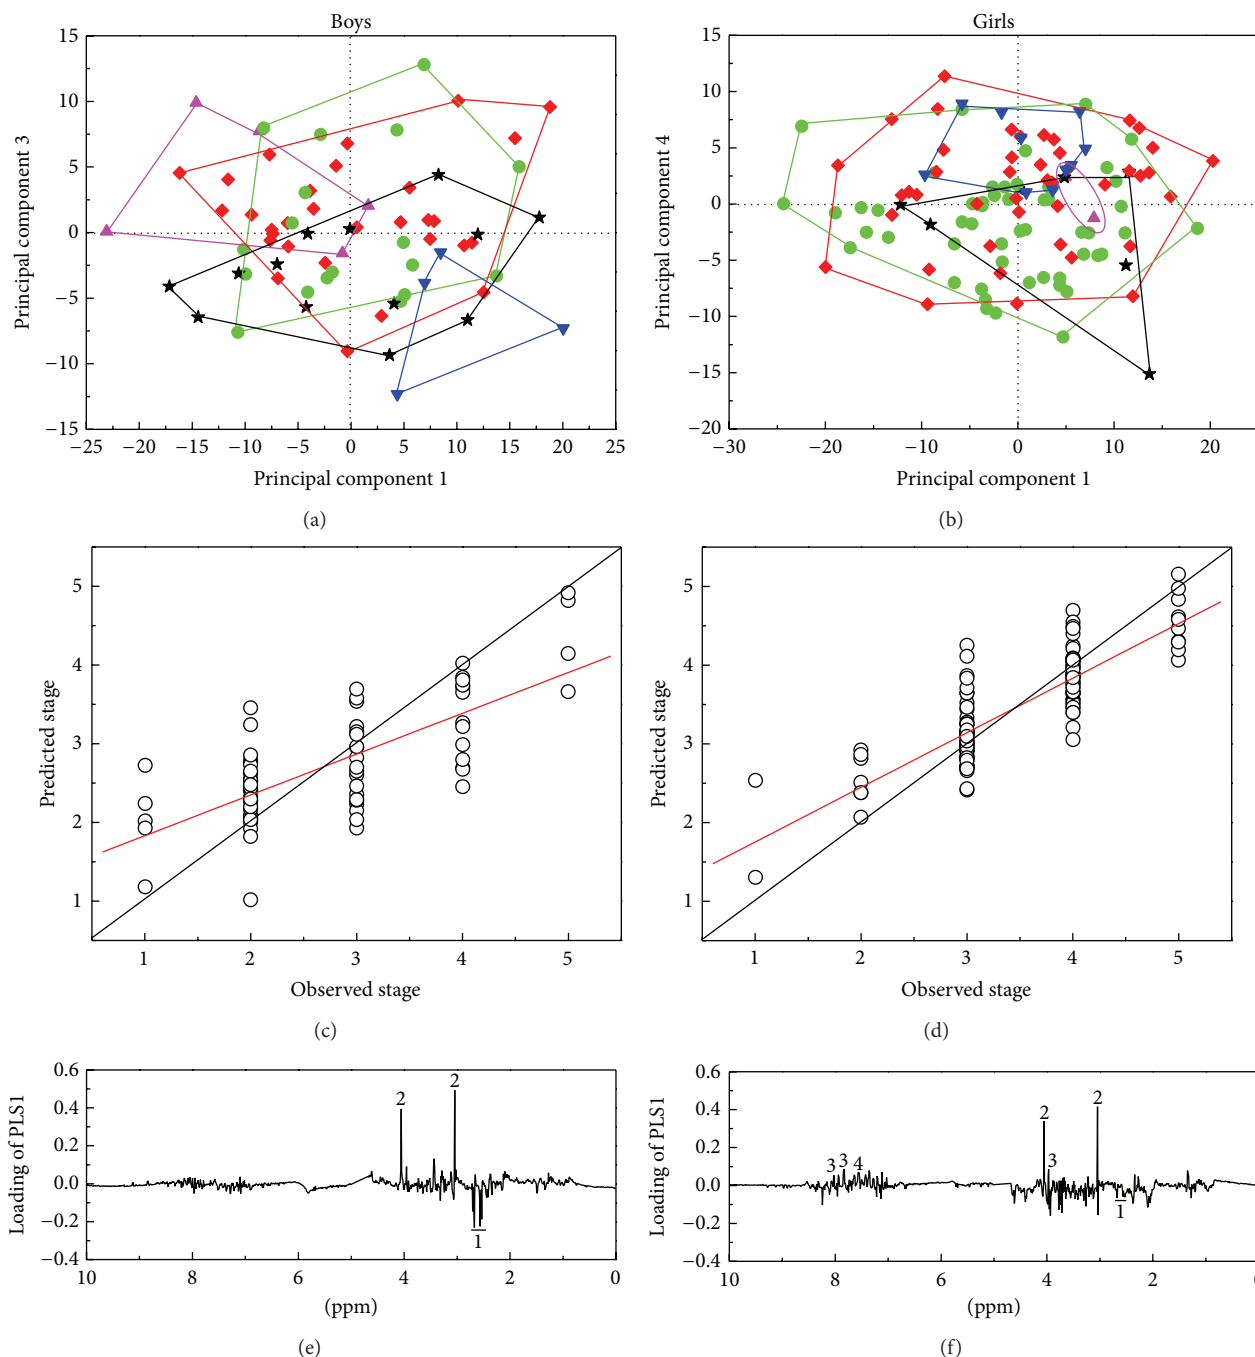 Boys
15
10
5
0
−5
−10
−15
Principal component 3
−25 −20 −15 −10 −5 0 5 10 15 20 25
Principal component 1
(a)
Girls
15
10
5
0
−5
−10
−15
−20
Principal component 4
−30 −20 −10 0 10 20
Principal component 1
(b)
5
4
3
2
1
Predicted stage
1 2 3 4 5
Observed stage
(c)
5
4
3
2
1
Predicted stage
1 2 3 4 5
Observed stage
(d)
0.6
0.4
0.2
0.0
−0.2
−0.4
Loading of PLS1
2
2
1
10 8 6 4 2 0
(ppm)
(e)
0.6
0.4
0.2
0.0
−0.2
−0.4
Loading of PLS1
2
2
3 3 4 3
1
10 8 6 4 2
(ppm)
(f)